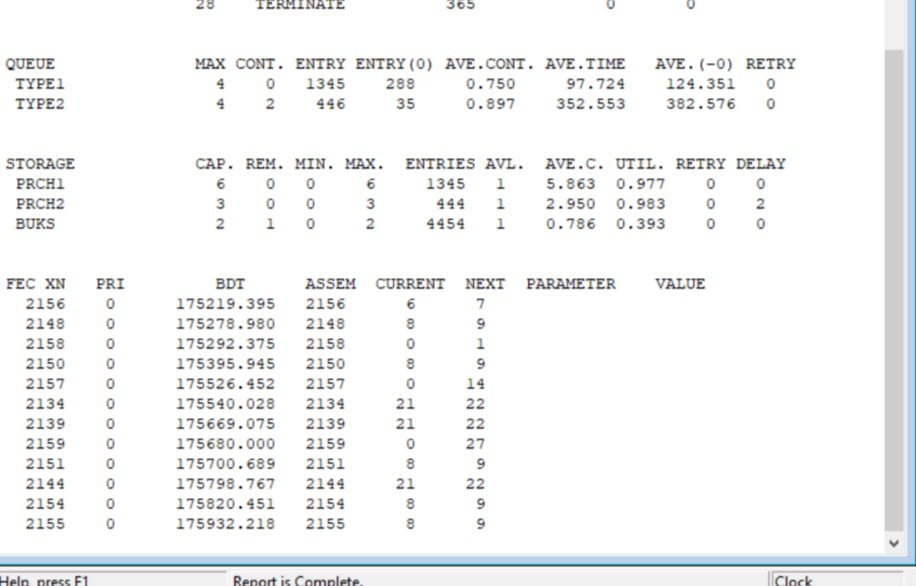 28 TERMINATE 365 0 0
QUEUE MAX CONT. ENTRY ENTRY(0) AVE.CONT. AVE.TIME AVE.(-0) RETRY
TYPE1 4 0 1345 288 0.750 97.724 124.351 0
TYPE2 4 2 446 35 0.897 352.553 382.576 0
STORAGE CAP. REM. MIN. MAX. ENTRIES AVL. AVE.C. UTIL. RETRY DELAY
PRCH1 6 0 0 6 1345 1 5.863 0.977 0 0
PRCH2 3 0 0 3 444 1 2.950 0.983 0 2
BUKS 2 1 0 2 4454 1 0.786 0.393 0 0
FEC XN PRI BDT ASSEM CURRENT NEXT PARAMETER VALUE
2156 0 175219.395 2156 6 7
2148 0 175278.980 2148 8 9
2158 0 175292.375 2158 0 1
2150 0 175395.945 2150 8 9
2157 0 175526.452 2157 0 14
2134 0 175540.028 2134 21 22
2139 0 175669.075 2139 21 22
2159 0 175680.000 2159 0 27
2151 0 175700.689 2151 8 9
2144 0 175798.767 2144 21 22
2154 0 175820.451 2154 8 9
2155 0 175932.218 2155 8 9
Help, press F1 Report is Complete. Clock